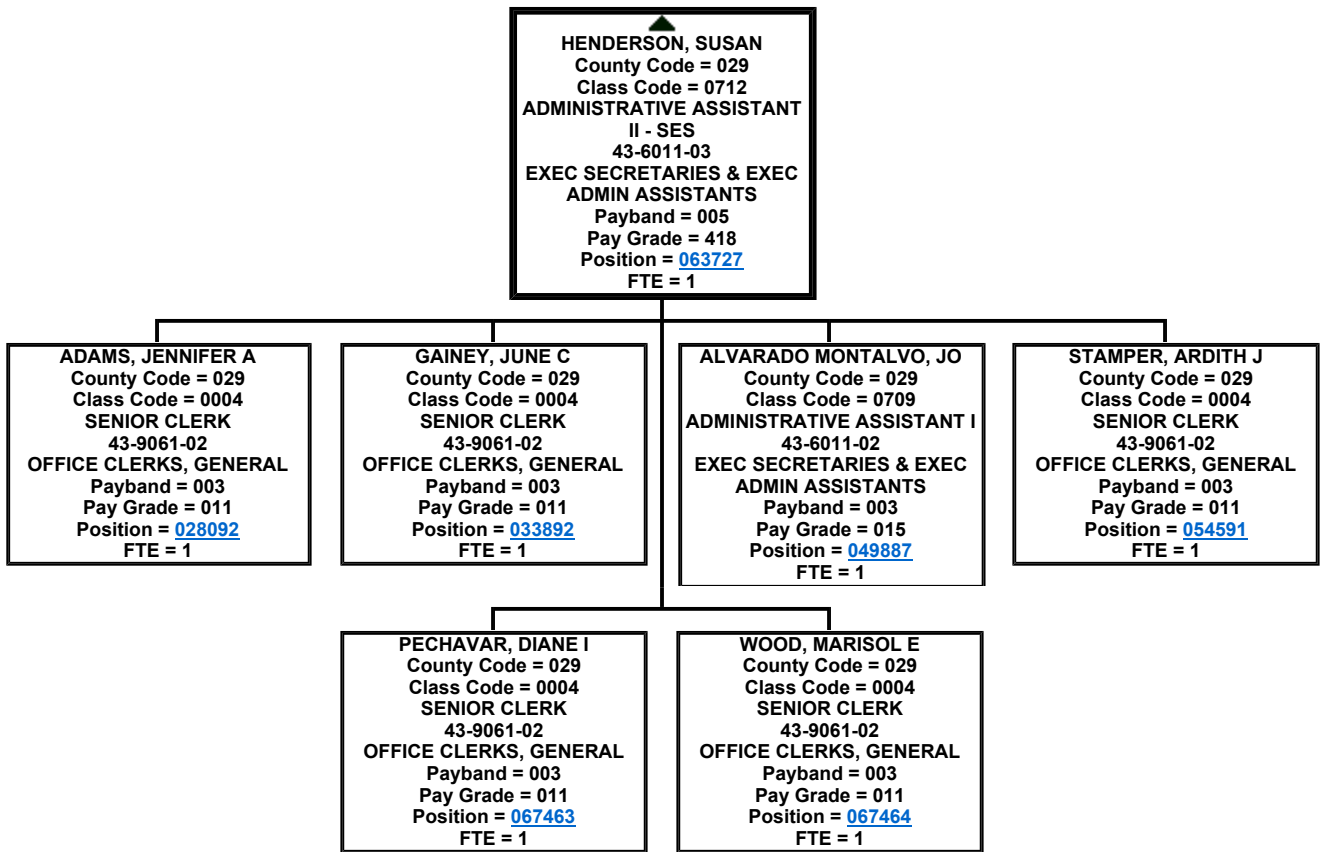 HENDERSON, SUSAN
County Code = 029
Class Code = 0712
ADMINISTRATIVE ASSISTANT
II - SES
43-6011-03
EXEC SECRETARIES & EXEC
ADMIN ASSISTANTS
Payband = 005
Pay Grade = 418
Position = 063727
FTE = 1
ADAMS, JENNIFER A
County Code = 029
Class Code = 0004
SENIOR CLERK
43-9061-02
OFFICE CLERKS, GENERAL
Payband = 003
Pay Grade = 011
Position = 028092
FTE = 1
GAINEY, JUNE C
County Code = 029
Class Code = 0004
SENIOR CLERK
43-9061-02
OFFICE CLERKS, GENERAL
Payband = 003
Pay Grade = 011
Position = 033892
FTE = 1
ALVARADO MONTALVO, JO
County Code = 029
Class Code = 0709
ADMINISTRATIVE ASSISTANT I
43-6011-02
EXEC SECRETARIES & EXEC
ADMIN ASSISTANTS
Payband = 003
Pay Grade = 015
Position = 049887
FTE = 1
STAMPER, ARDITH J
County Code = 029
Class Code = 0004
SENIOR CLERK
43-9061-02
OFFICE CLERKS, GENERAL
Payband = 003
Pay Grade = 011
Position = 054591
FTE = 1
PECHAVAR, DIANE I
County Code = 029
Class Code = 0004
SENIOR CLERK
43-9061-02
OFFICE CLERKS, GENERAL
Payband = 003
Pay Grade = 011
Position = 067463
FTE = 1
WOOD, MARISOL E
County Code = 029
Class Code = 0004
SENIOR CLERK
43-9061-02
OFFICE CLERKS, GENERAL
Payband = 003
Pay Grade = 011
Position = 067464
FTE = 1